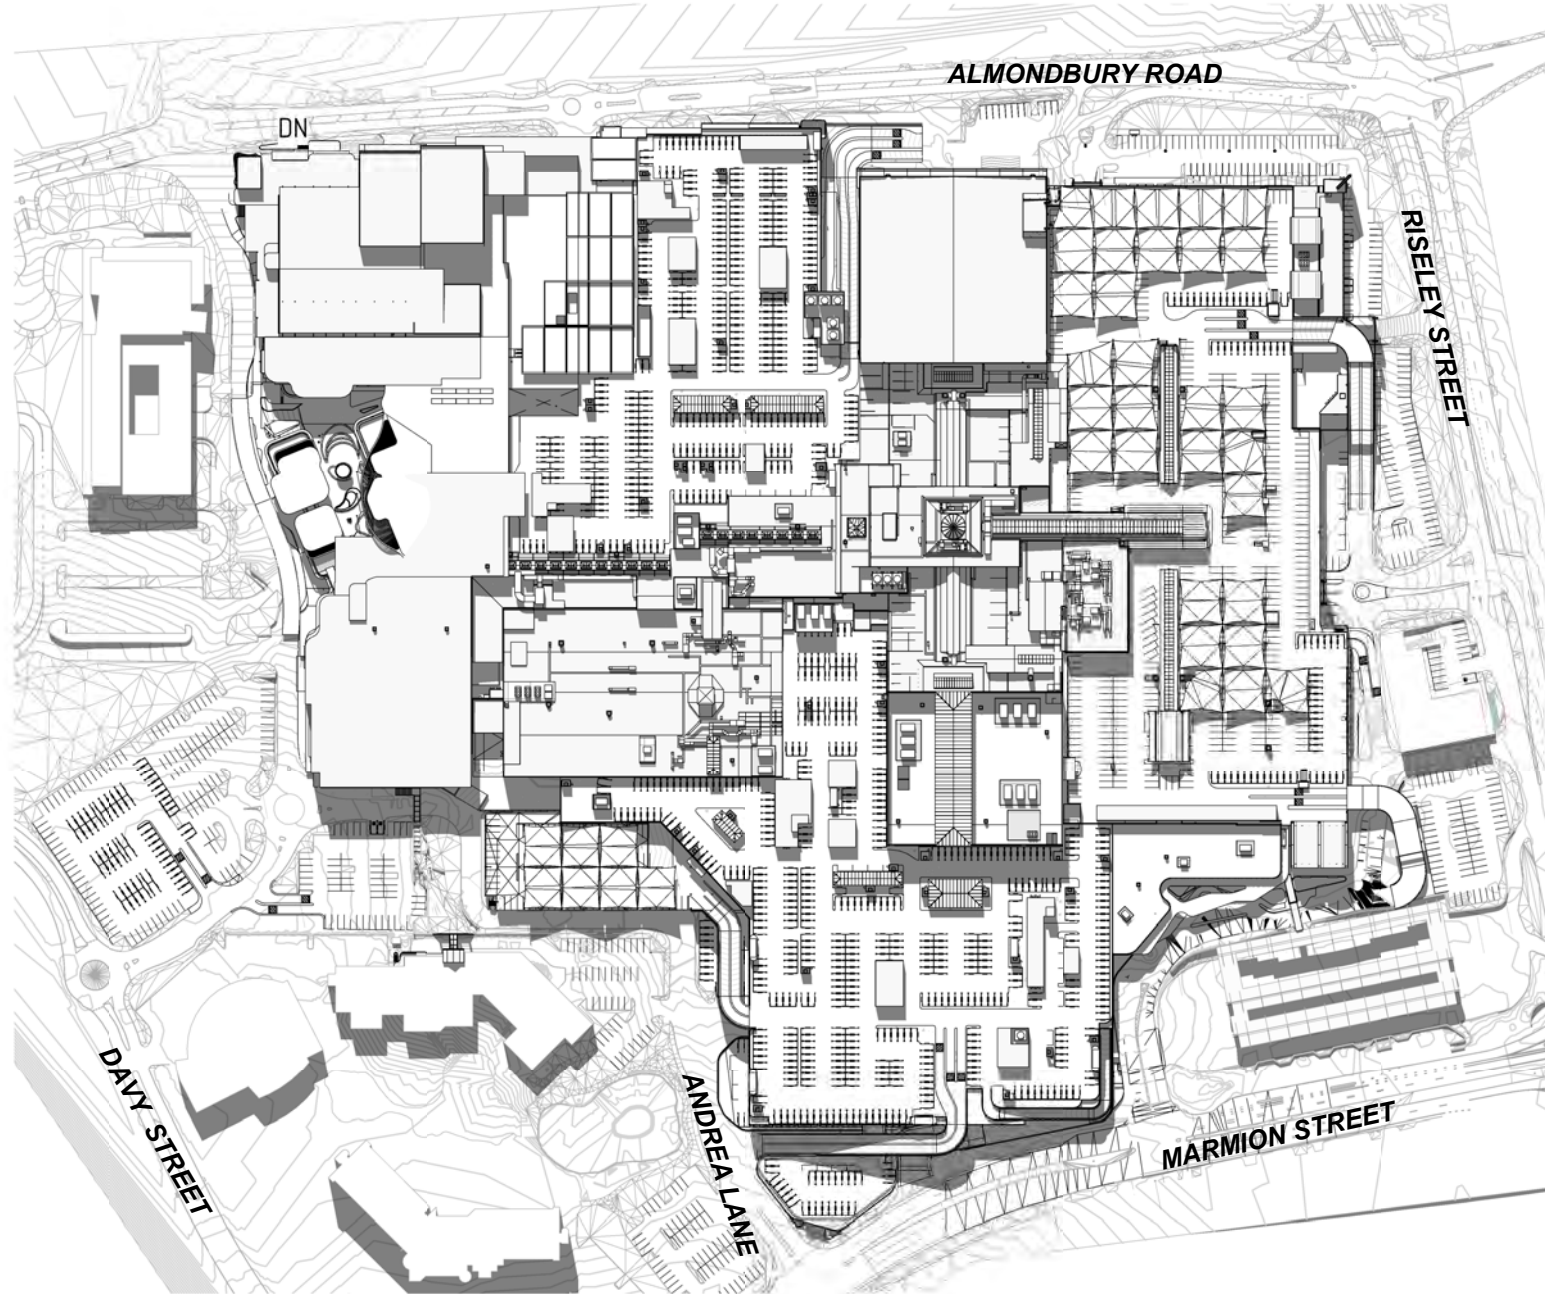 ALMONDBURY ROAD
DN
RISELEY STREET
DAVY STREET
ANDREA LANE
MARMION STREET